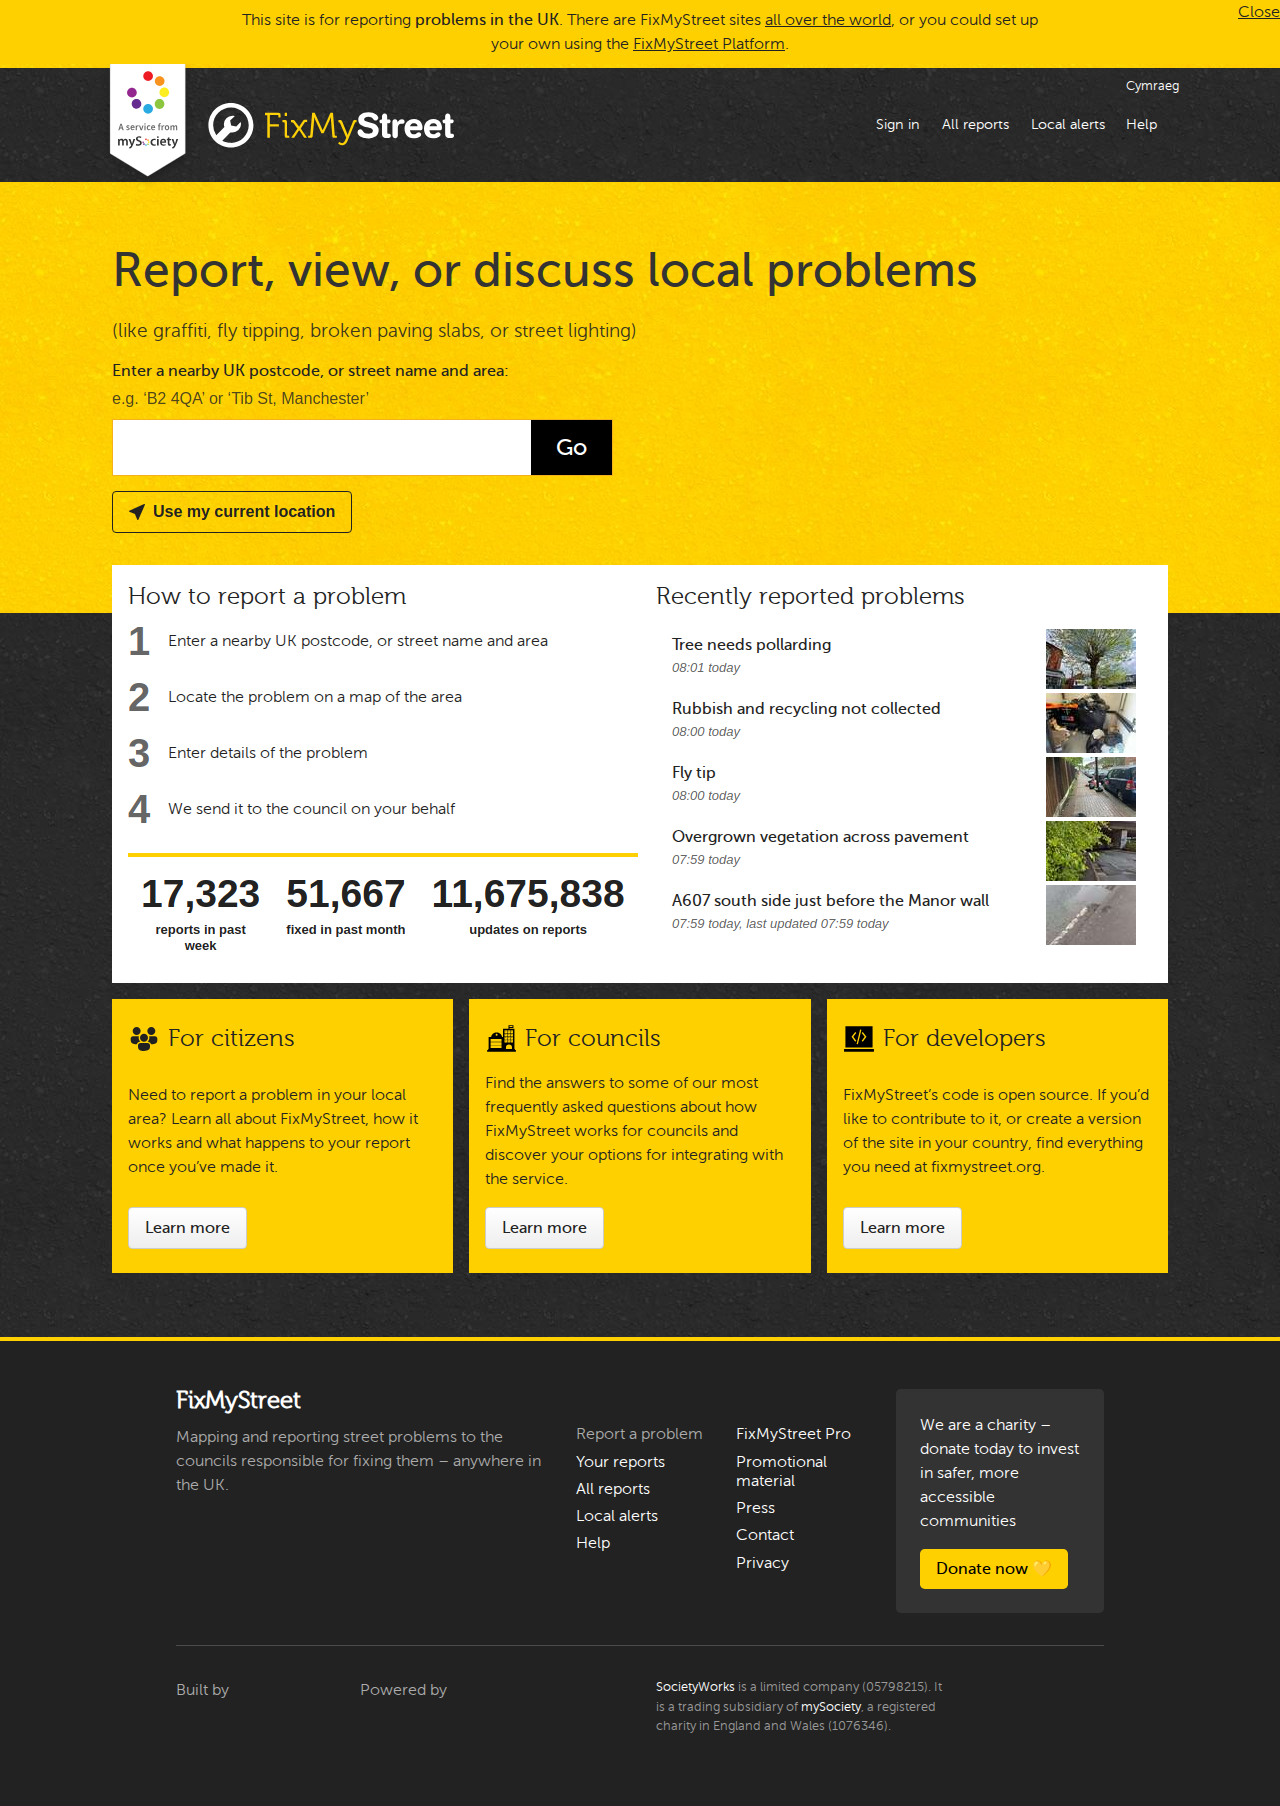 This site is for reporting problems in the UK. There are FixMyStreet sites all over the world, or you could set up
your own using the FixMyStreet Platform.
Close
Cymraeg
A service from
mySociety
FixMyStreet
Sign in
All reports
Local alerts
Help
Report, view, or discuss local problems
(like graffiti, fly tipping, broken paving slabs, or street lighting)
Enter a nearby UK postcode, or street name and area:
e.g. ‘B2 4QA’ or ‘Tib St, Manchester’
Go
Use my current location
How to report a problem
1 Enter a nearby UK postcode, or street name and area
2 Locate the problem on a map of the area
3 Enter details of the problem
4 We send it to the council on your behalf
17,323
reports in past
week
51,667
fixed in past month
11,675,838
updates on reports
Recently reported problems
Tree needs pollarding
08:01 today
Rubbish and recycling not collected
08:00 today
Fly tip
08:00 today
Overgrown vegetation across pavement
07:59 today
A607 south side just before the Manor wall
07:59 today, last updated 07:59 today
For citizens
Need to report a problem in your local
area? Learn all about FixMyStreet, how it
works and what happens to your report
once you’ve made it.
Learn more
For councils
Find the answers to some of our most
frequently asked questions about how
FixMyStreet works for councils and
discover your options for integrating with
the service.
Learn more
For developers
FixMyStreet’s code is open source. If you’d
like to contribute to it, or create a version
of the site in your country, find everything
you need at fixmystreet.org.
Learn more
FixMyStreet
Mapping and reporting street problems to the
councils responsible for fixing them – anywhere in
the UK.
Report a problem
Your reports
All reports
Local alerts
Help
FixMyStreet Pro
Promotional
material
Press
Contact
Privacy
We are a charity –
donate today to invest
in safer, more
accessible
communities
Donate now 💛
Built by
Powered by
SocietyWorks is a limited company (05798215). It
is a trading subsidiary of mySociety, a registered
charity in England and Wales (1076346).